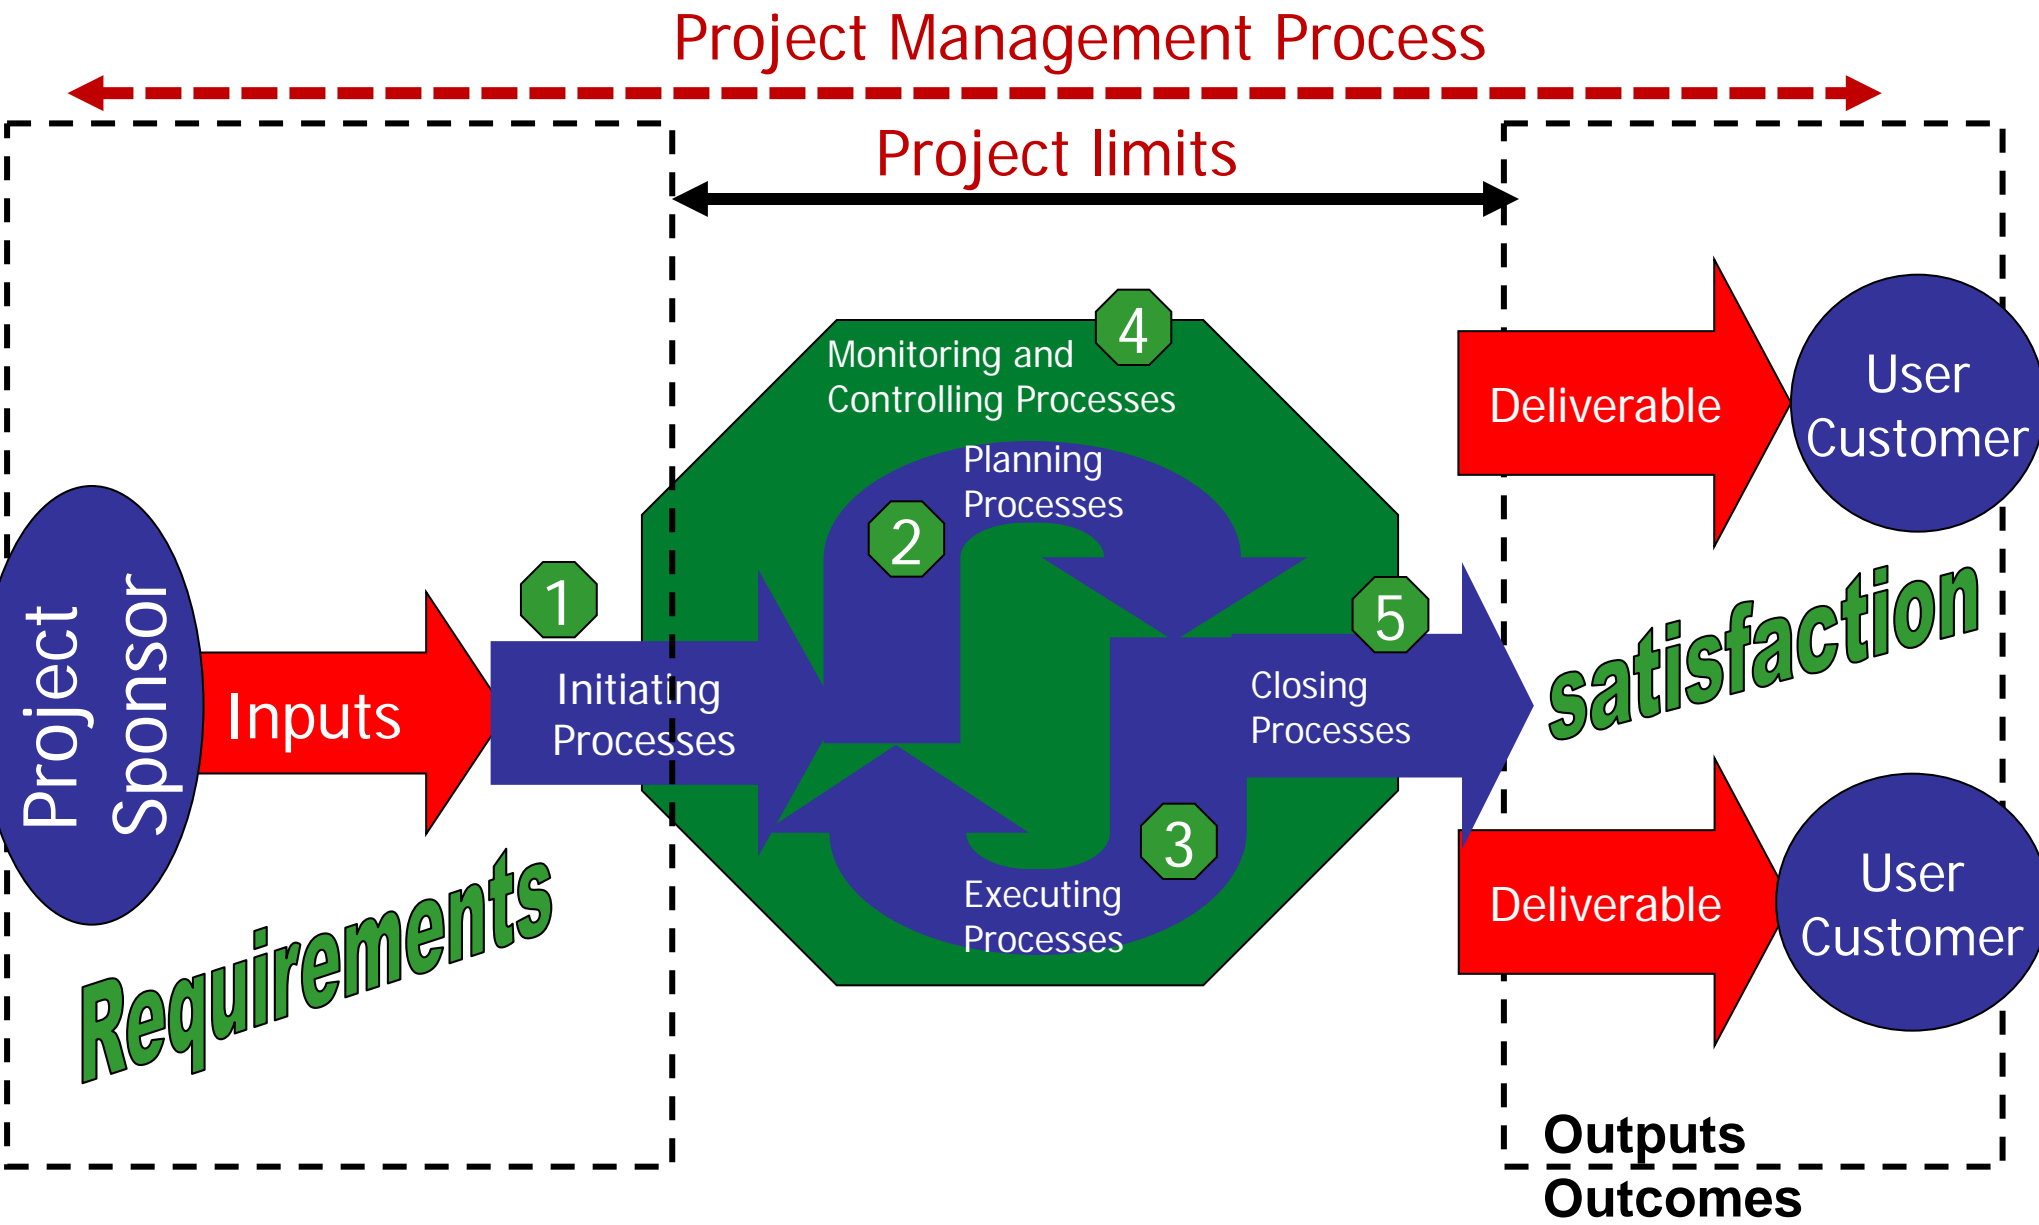 Project Management Process
Project limits
4
Monitoring and
Controlling Processes
Planning
Processes
2
1
5
3
Project
Sponsor
Inputs
Initiating
Processes
Closing
Processes
Executing
Processes
Requirements
Deliverable
User
Customer
satisfaction
Deliverable
User
Customer
Outputs
Outcomes